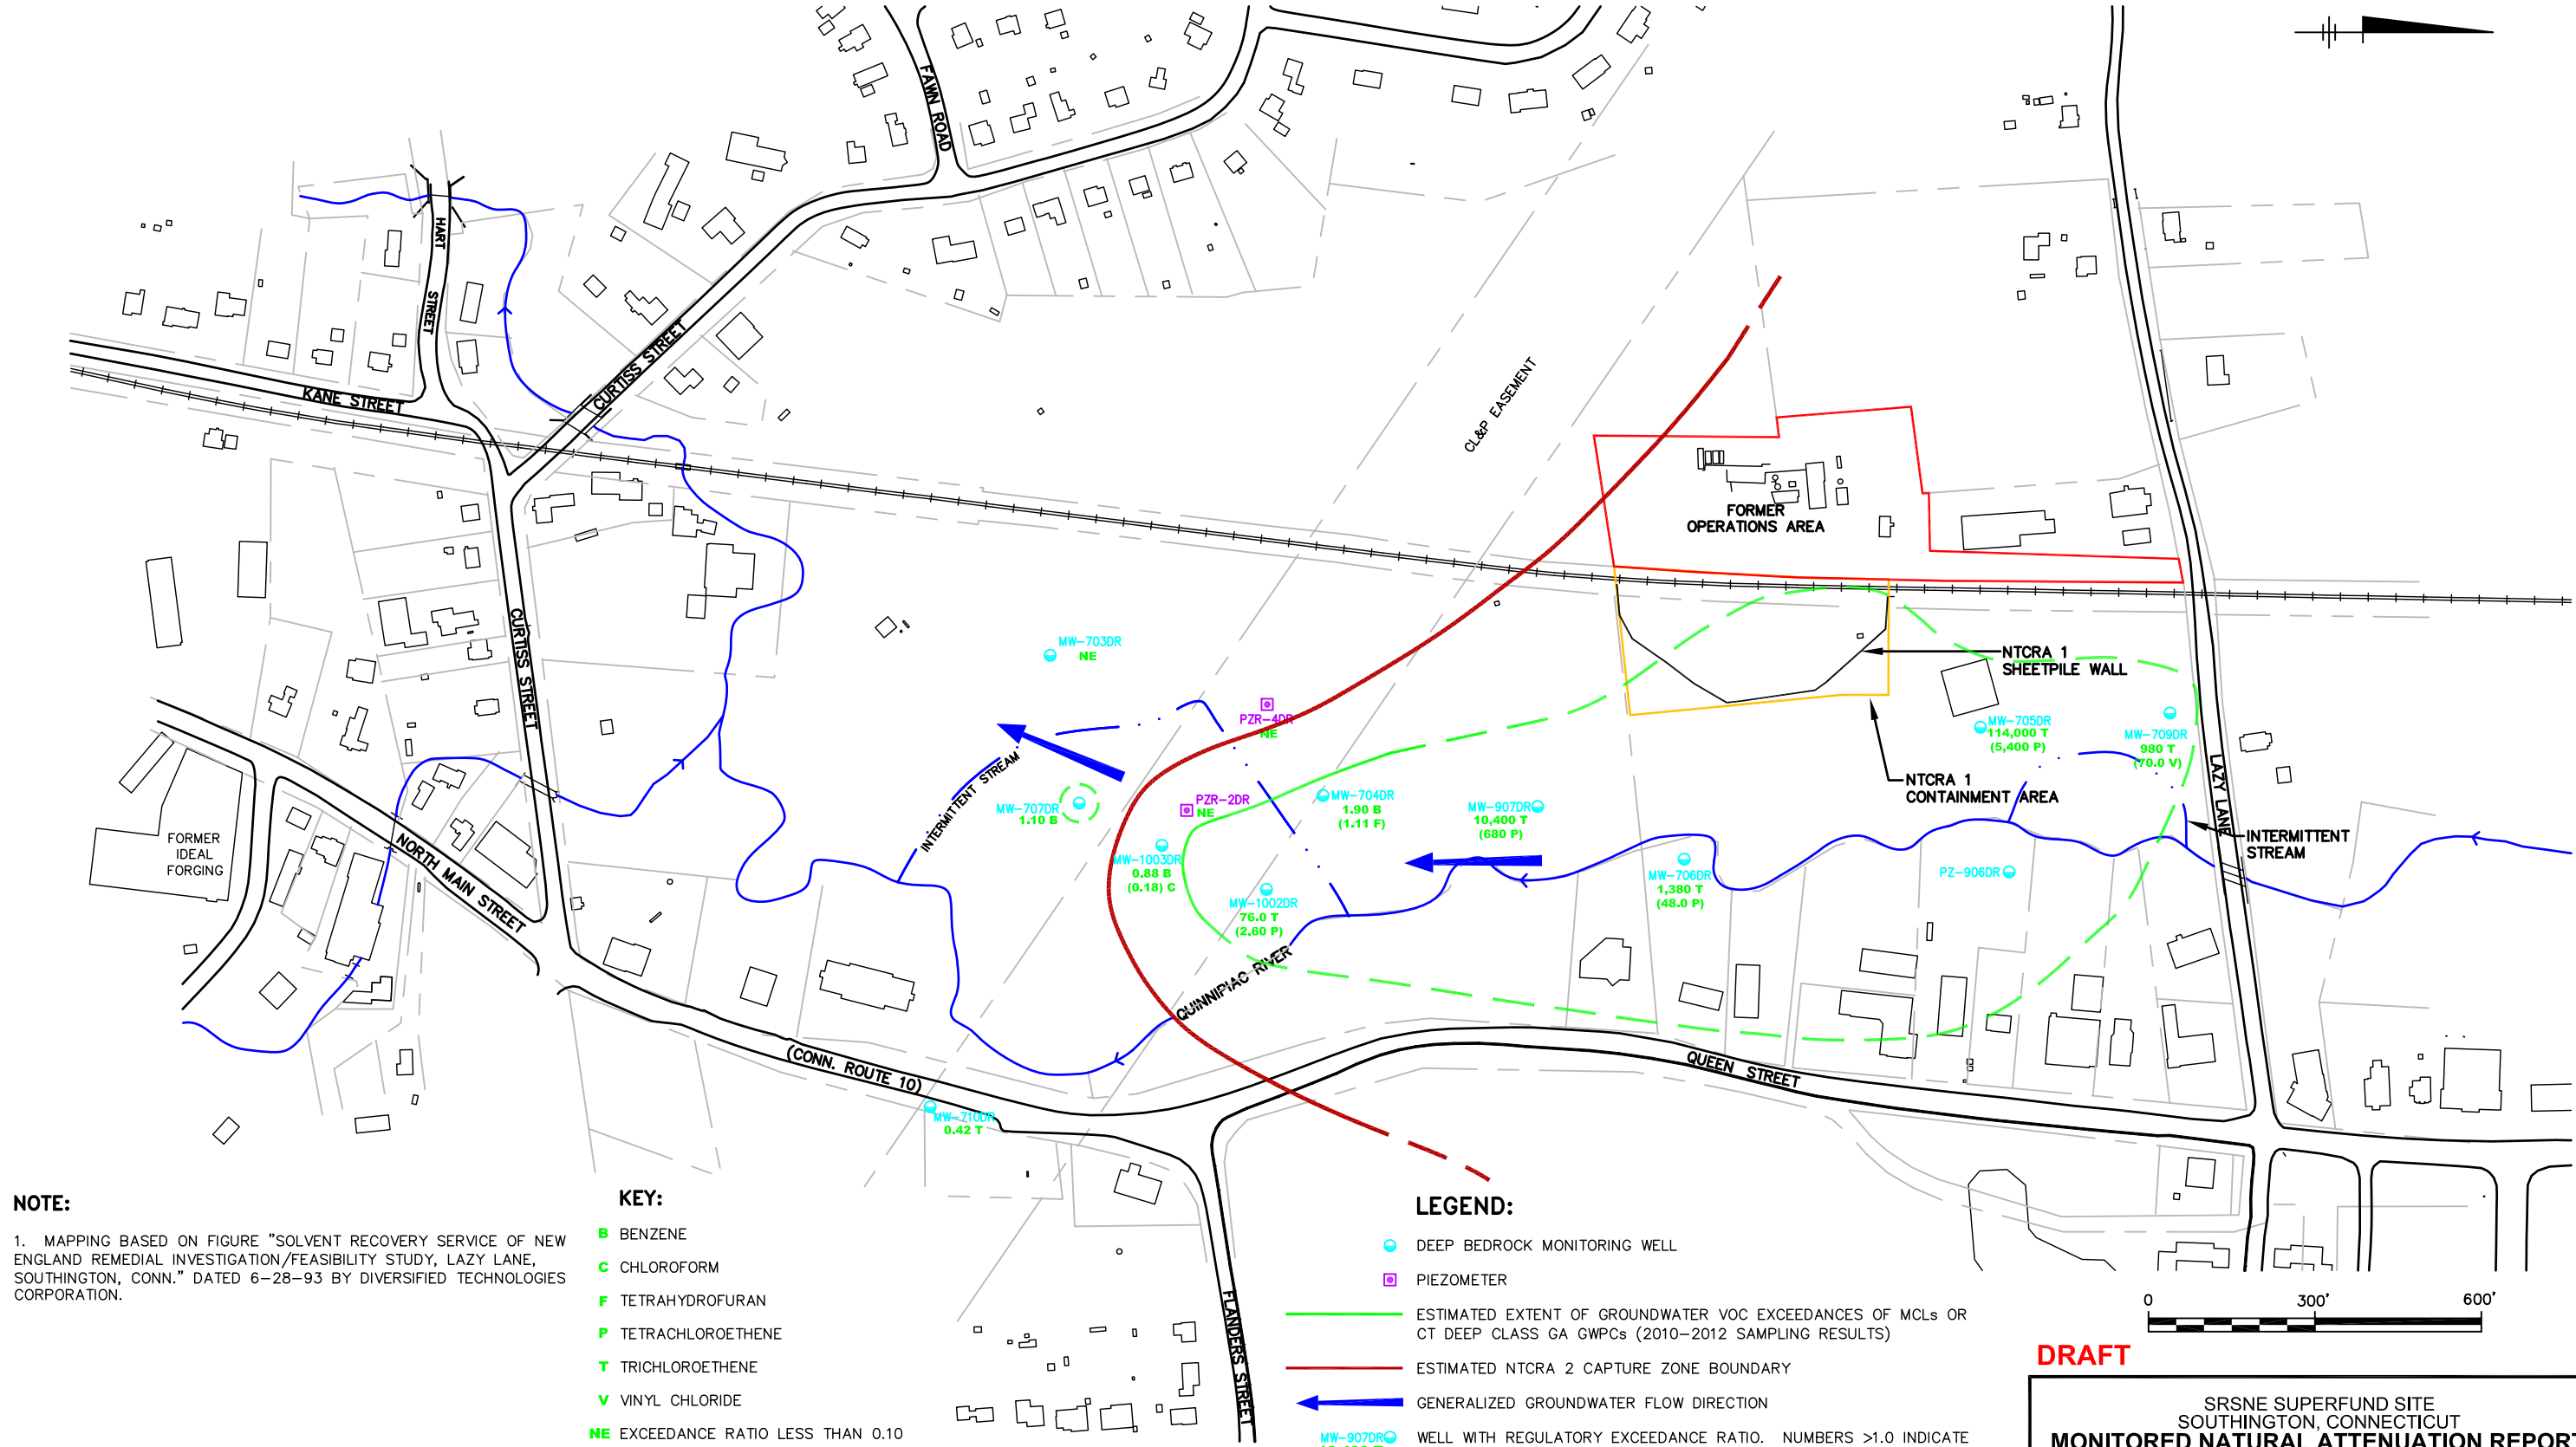 FAWN ROAD
HART
STREET
KANE STREET
CURTISS STREET
CL&P EASEMENT
FORMER
OPERATIONS AREA
MW-703DR
NE
NTCRA 1
SHEETPILE WALL
PZR-4DR
NE
CURTISS STREET
MW-705DR
114,000 T
(5,400 P)
MW-709DR
980 T
(70.0 V)
LAZY LANE
INTERMITTENT STREAM
NTCRA 1
CONTAINMENT AREA
MW-707DR
1.10 B
PZR-2DR
NE
MW-704DR
1.90 B
(1.11 F)
MW-907DR
10,400 T
(680 P)
INTERMITTENT
STREAM
FORMER
IDEAL
FORGING
NORTH MAIN STREET
MW-1003DR
0.88 B
(0.18) C
MW-1002DR
76.0 T
(2.60 P)
MW-706DR
1,380 T
(48.0 P)
PZ-906DR
QUINNIPIAC RIVER
(CONN. ROUTE 10)
QUEEN STREET
MW-710DR
0.42 T
FLANDERS STREET
NOTE:
1. MAPPING BASED ON FIGURE "SOLVENT RECOVERY SERVICE OF NEW
ENGLAND REMEDIAL INVESTIGATION/FEASIBILITY STUDY, LAZY LANE,
SOUTHINGTON, CONN." DATED 6-28-93 BY DIVERSIFIED TECHNOLOGIES
CORPORATION.
KEY:
B BENZENE
C CHLOROFORM
F TETRAHYDROFURAN
P TETRACHLOROETHENE
T TRICHLOROETHENE
V VINYL CHLORIDE
NE EXCEEDANCE RATIO LESS THAN 0.10
LEGEND:
DEEP BEDROCK MONITORING WELL
PIEZOMETER
ESTIMATED EXTENT OF GROUNDWATER VOC EXCEEDANCES OF MCLs OR
CT DEEP CLASS GA GWPCs (2010-2012 SAMPLING RESULTS)
ESTIMATED NTCRA 2 CAPTURE ZONE BOUNDARY
GENERALIZED GROUNDWATER FLOW DIRECTION
MW-907DR WELL WITH REGULATORY EXCEEDANCE RATIO. NUMBERS >1.0 INDICATE
0 300' 600'
DRAFT
SRSNE SUPERFUND SITE
SOUTHINGTON, CONNECTICUT
MONITORED NATURAL ATTENUATION REPOR